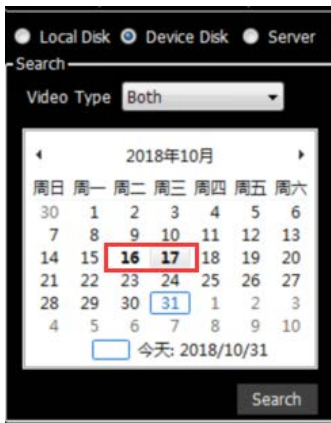 Local Disk Device Disk Server
Search
Video Type Both
2018年10月
周日 周一 周二 周三 周四 周五 周六
30 1 2 3 4 5 6
7 8 9 10 11 12 13
14 15 16 17 18 19 20
21 22 23 24 25 26 27
28 29 30 31 1 2 3
4 5 6 7 8 9 10
今天: 2018/10/31
Search